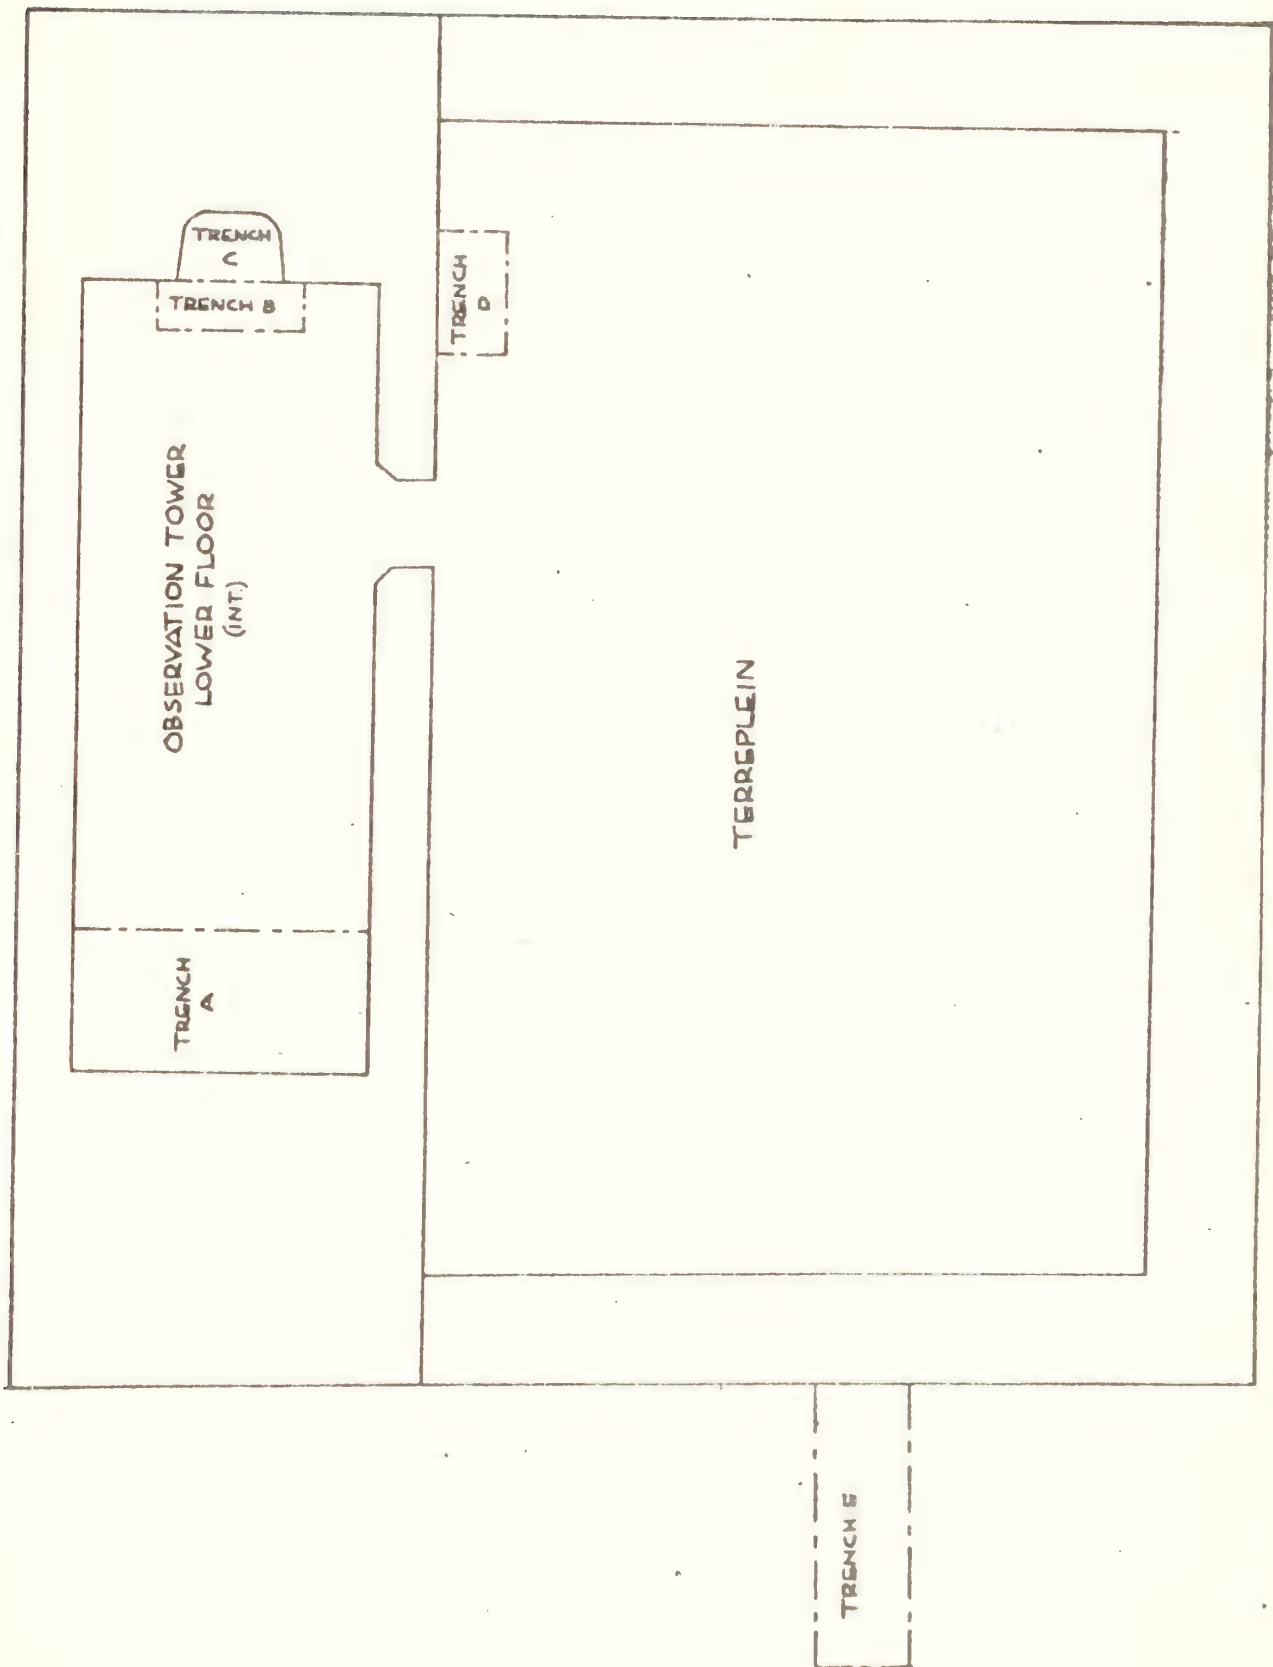 TRENCH
C
TRENCH B
TRENCH
D
OBSERVATION TOWER
LOWER FLOOR
(INT.)
TERREPLEIN
TRENCH
A
TRENCH E